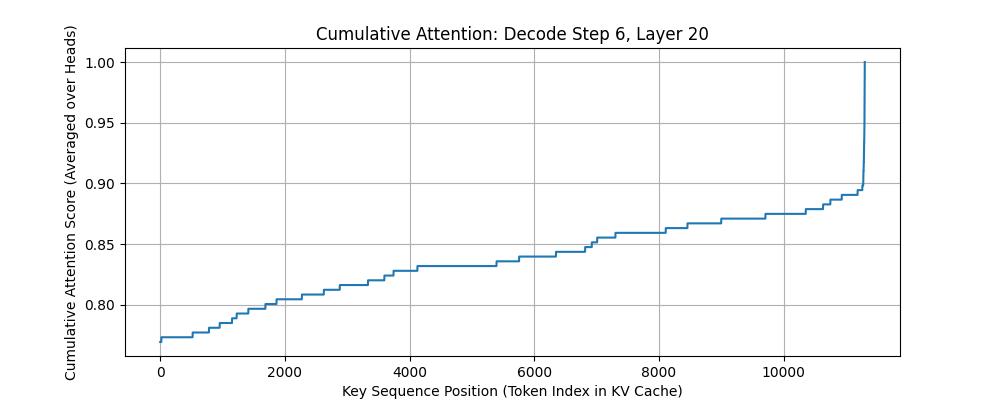 Cumulative Attention: Decode Step 6, Layer 20
Cumulative Attention Score (Averaged over Heads)
1.00
0.95
0.90
0.85
0.80
0 2000 4000 6000 8000 10000
Key Sequence Position (Token Index in KV Cache)